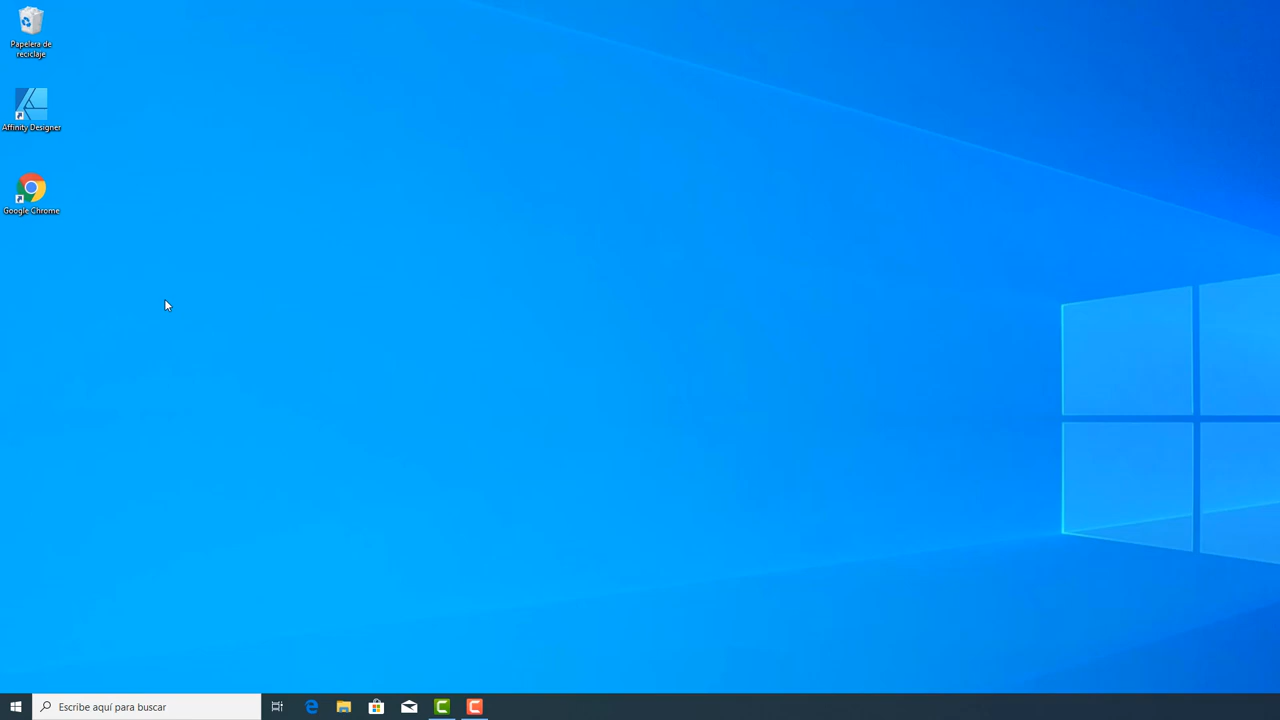 Papelera de
reciclaje
Affinity Designer
Google Chrome
Escribe aquí para buscar